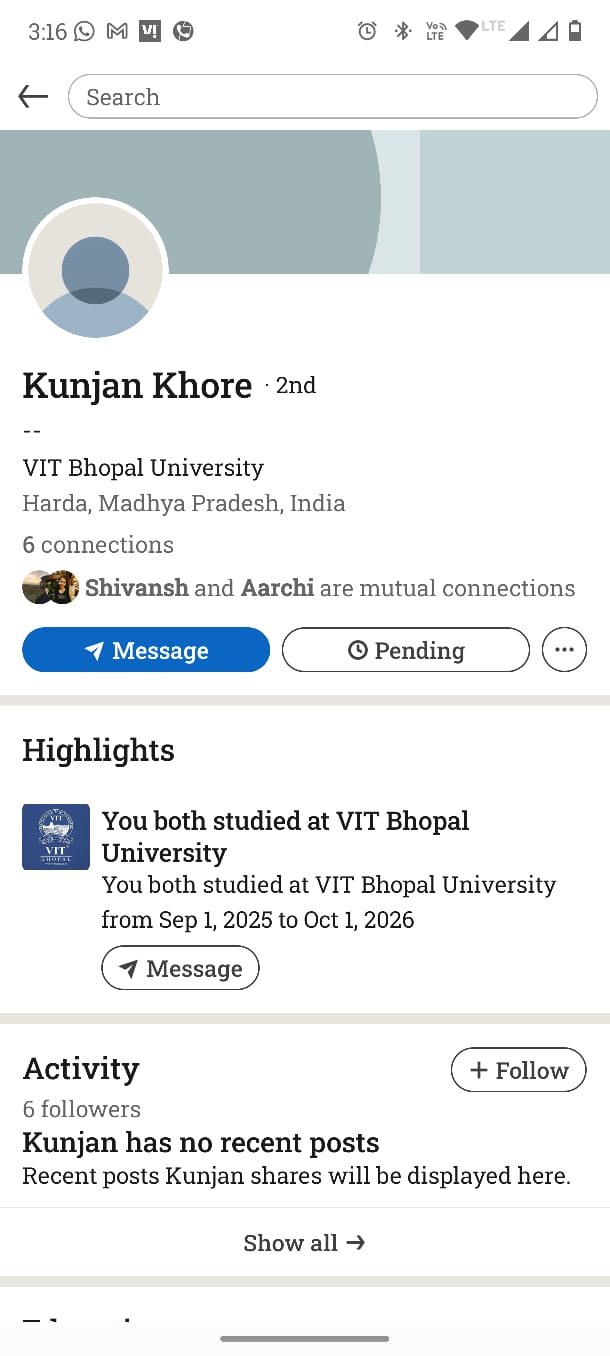 3:16 LTE
Search
Kunjan Khore · 2nd
--
VIT Bhopal University
Harda, Madhya Pradesh, India
6 connections
Shivansh and Aarchi are mutual connections
Message
Pending
Highlights
VIT
BHOPAL
You both studied at VIT Bhopal
University
You both studied at VIT Bhopal University
from Sep 1, 2025 to Oct 1, 2026
Message
Activity
+ Follow
6 followers
Kunjan has no recent posts
Recent posts Kunjan shares will be displayed here.
Show all →